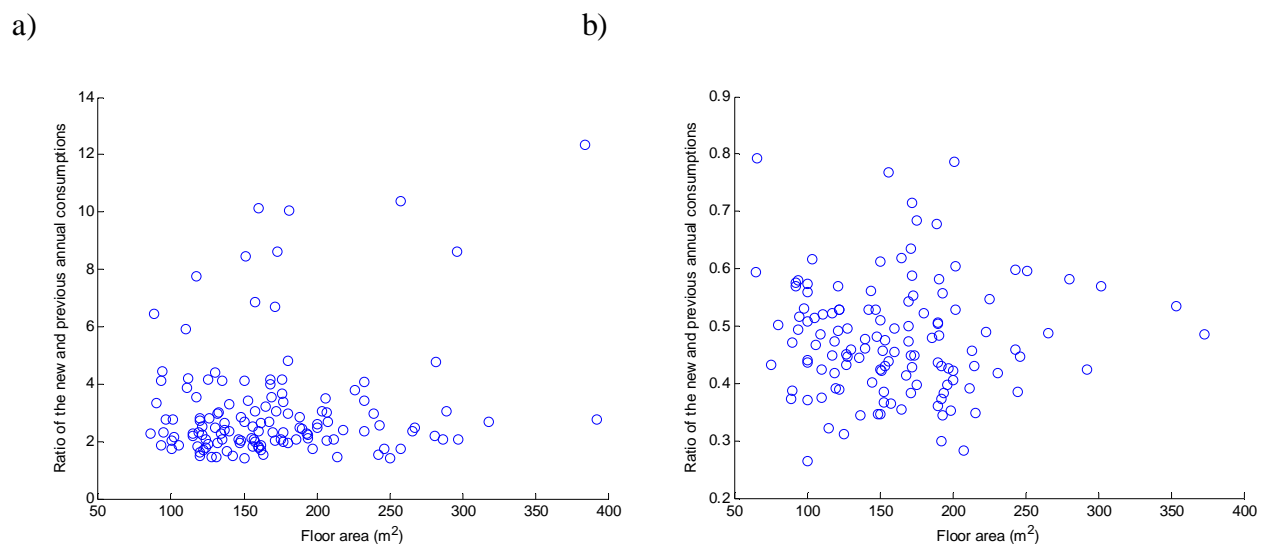 a)
b)
Ratio of the new and previous annual consumptions
14
12
10
8
6
4
2
0
50 100 150 200 250 300 350 400
Floor area (m²)
Ratio of the new and previous annual consumptions
0.9
0.8
0.7
0.6
0.5
0.4
0.3
0.2
50 100 150 200 250 300 350 400
Floor area (m²)